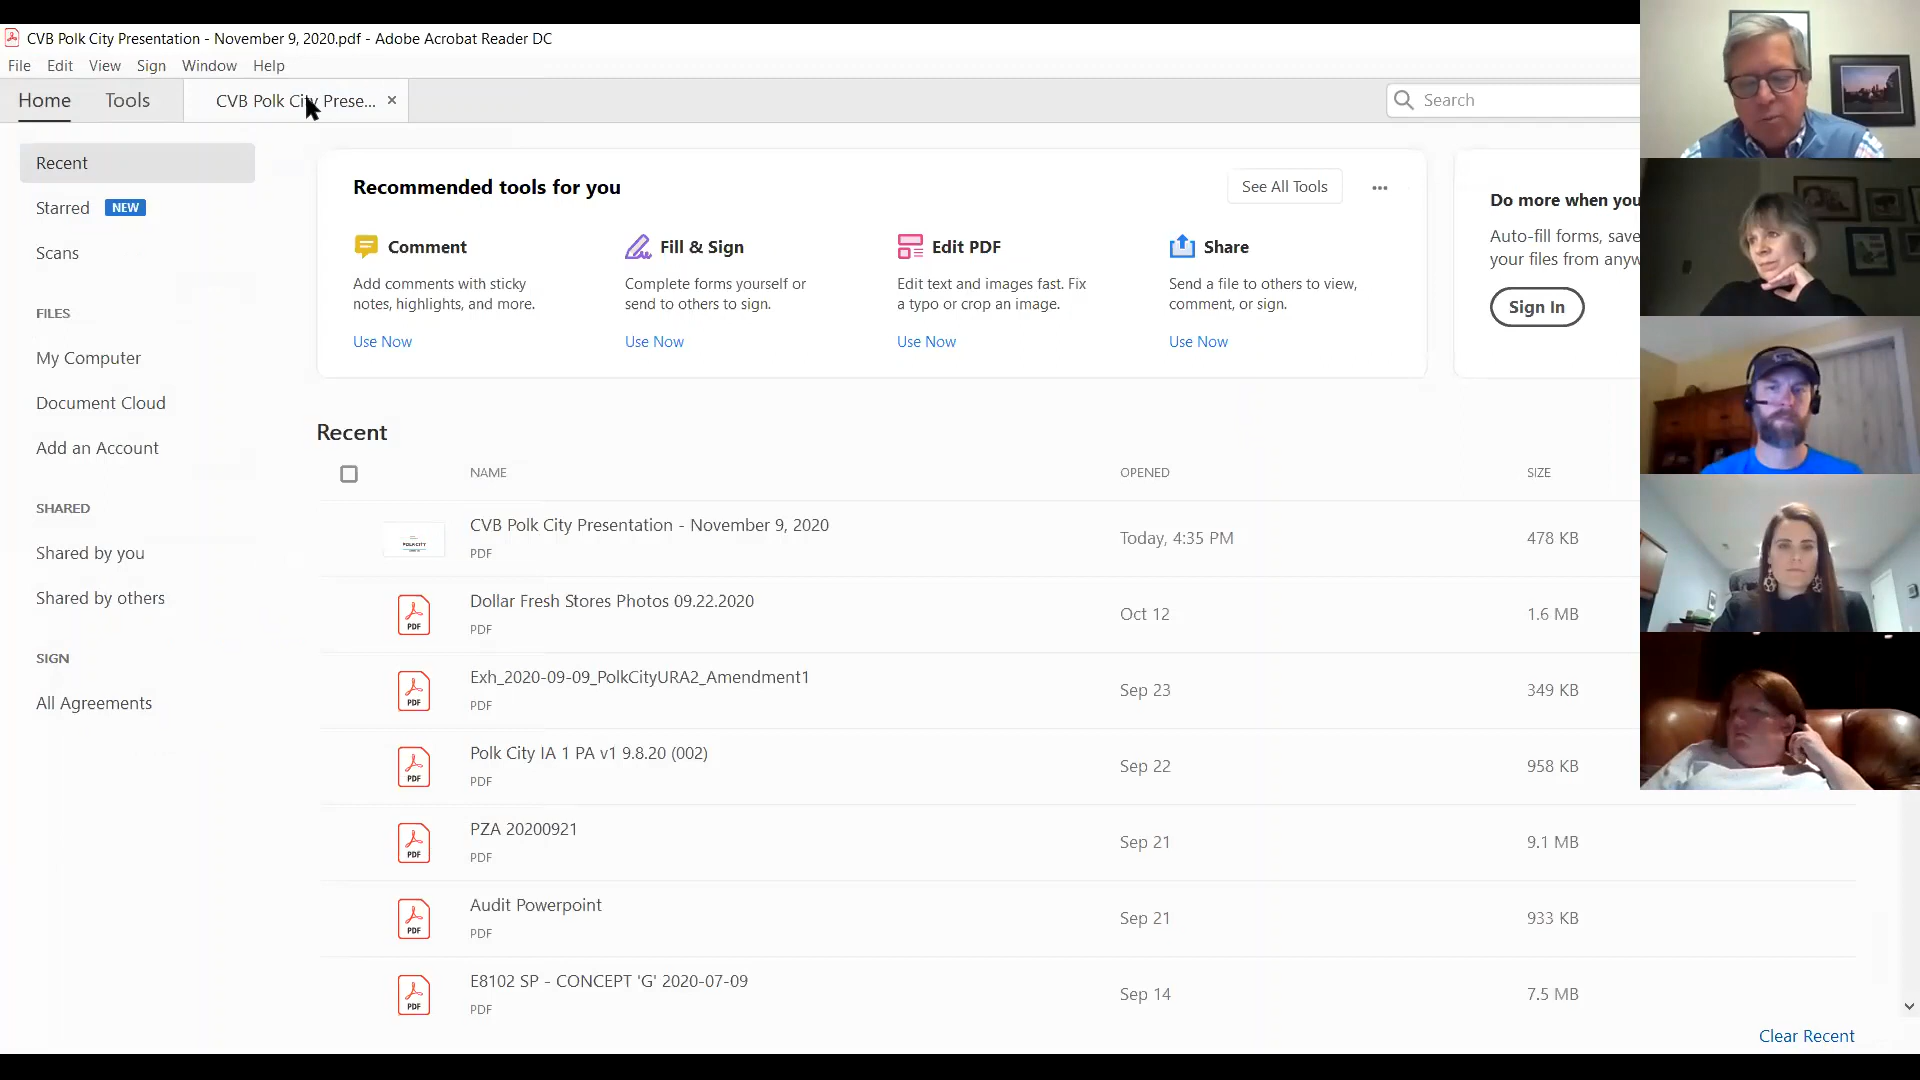 CVB Polk City Presentation - November 9, 2020.pdf - Adobe Acrobat Reader DC
File Edit View Sign Window Help
Home Tools CVB Polk City Prese... × Search
Recent
Starred NEW
Scans
FILES
My Computer
Document Cloud
Add an Account
SHARED
Shared by you
Shared by others
SIGN
All Agreements
Recommended tools for you
See All Tools
Comment
Add comments with sticky
notes, highlights, and more.
Use Now
Fill & Sign
Complete forms yourself or
send to others to sign.
Use Now
Edit PDF
Edit text and images fast. Fix
a typo or crop an image.
Use Now
Share
Send a file to others to view,
comment, or sign.
Use Now
Do more when you
Auto-fill forms, save
your files from anyw
Sign In
Recent
NAME OPENED SIZE
POLK CITY
CVB Polk City Presentation - November 9, 2020
PDF
Today, 4:35 PM 478 KB
PDF
Dollar Fresh Stores Photos 09.22.2020
PDF
Oct 12 1.6 MB
PDF
Exh_2020-09-09_PolkCityURA2_Amendment1
PDF
Sep 23 349 KB
PDF
Polk City IA 1 PA v1 9.8.20 (002)
PDF
Sep 22 958 KB
PDF
PZA 20200921
PDF
Sep 21 9.1 MB
PDF
Audit Powerpoint
PDF
Sep 21 933 KB
PDF
E8102 SP - CONCEPT 'G' 2020-07-09
PDF
Sep 14 7.5 MB
Clear Recent